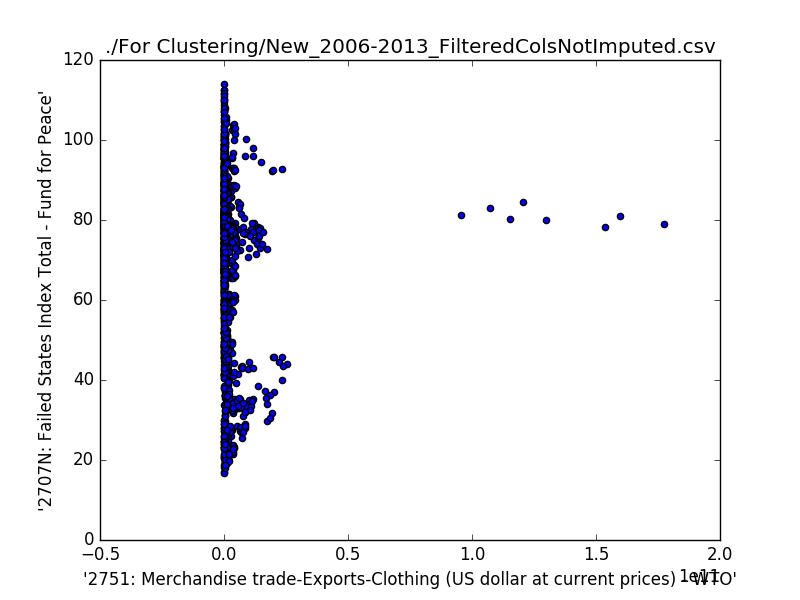 ./For Clustering/New_2006-2013_FilteredColsNotImputed.csv
120
100
80
60
40
20
0
'2707N: Failed States Index Total - Fund for Peace'
−0.5 0.0 0.5 1.0 1.5 2.0
1e11
'2751: Merchandise trade-Exports-Clothing (US dollar at current prices) - WTO'